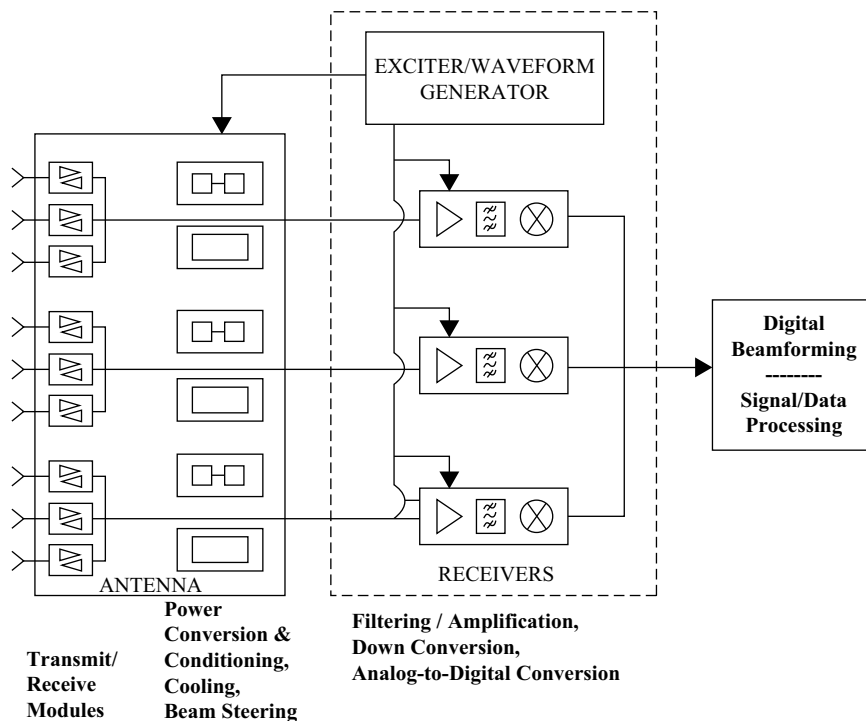 EXCITER/WAVEFORM
GENERATOR
Digital
Beamforming
--------
Signal/Data
Processing
ANTENNA
RECEIVERS
Transmit/
Receive
Modules
Power
Conversion &
Conditioning,
Cooling,
Beam Steering
Filtering / Amplification,
Down Conversion,
Analog-to-Digital Conversion